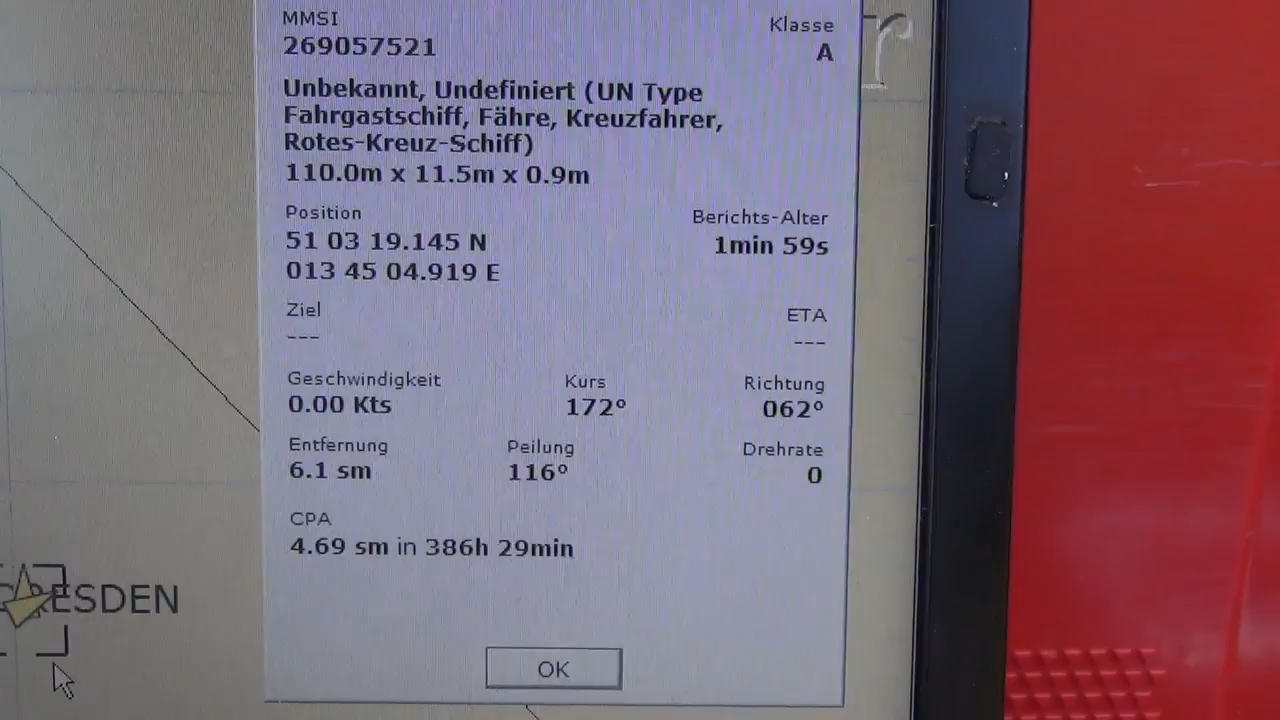 MMSI
Klasse
269057521
A
Unbekannt, Undefiniert (UN Type
Fahrgastschiff, Fähre, Kreuzfahrer,
Rotes-Kreuz-Schiff)
110.0m x 11.5m x 0.9m
Position
Berichts-Alter
51 03 19.145 N
1min 59s
013 45 04.919 E
Ziel
ETA
---
---
Geschwindigkeit
Kurs
Richtung
0.00 Kts
172°
062°
Entfernung
Peilung
Drehrate
6.1 sm
116°
0
CPA
4.69 sm in 386h 29min
DRESDEN
OK